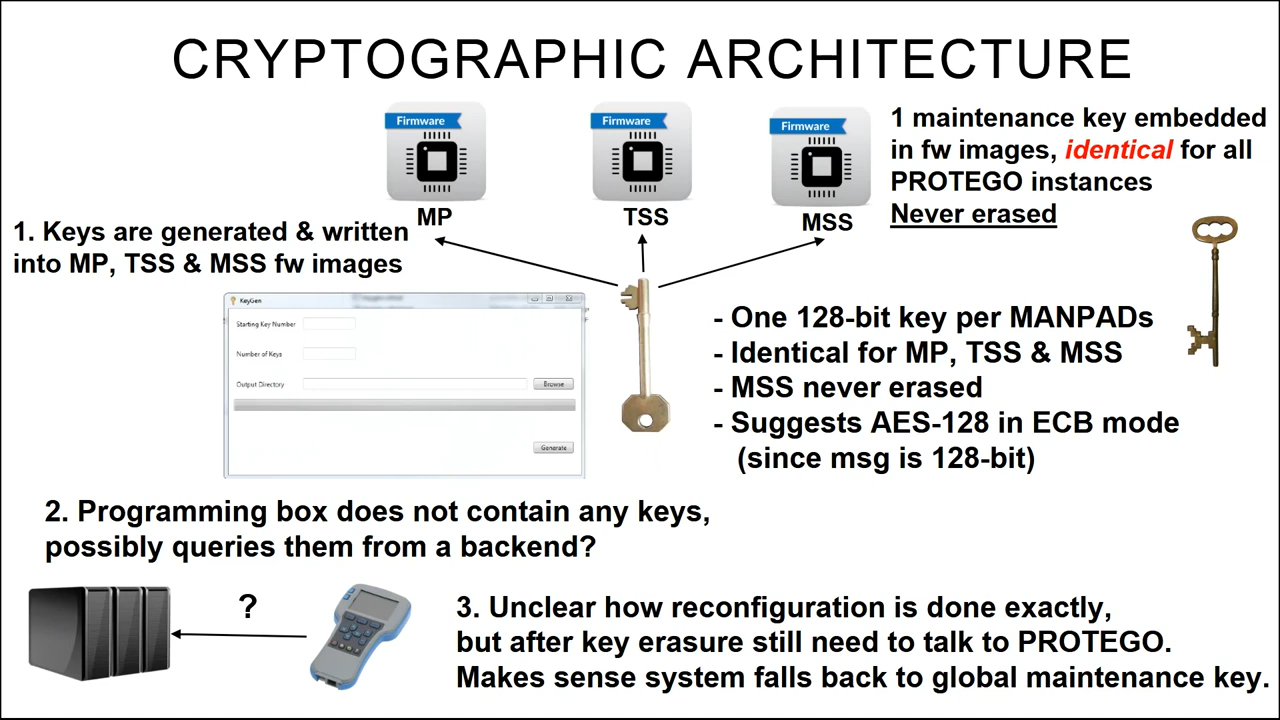 CRYPTOGRAPHIC ARCHITECTURE
Firmware
Firmware
Firmware
MP
TSS
MSS
1 maintenance key embedded
in fw images, identical for all
PROTEGO instances
Never erased
1. Keys are generated & written
into MP, TSS & MSS fw images
KeyGen
Starting Key Number
Number of Keys
Output Directory
Browse
Generate
- One 128-bit key per MANPADs
- Identical for MP, TSS & MSS
- MSS never erased
- Suggests AES-128 in ECB mode
(since msg is 128-bit)
2. Programming box does not contain any keys,
possibly queries them from a backend?
?
3. Unclear how reconfiguration is done exactly,
but after key erasure still need to talk to PROTEGO.
Makes sense system falls back to global maintenance key.